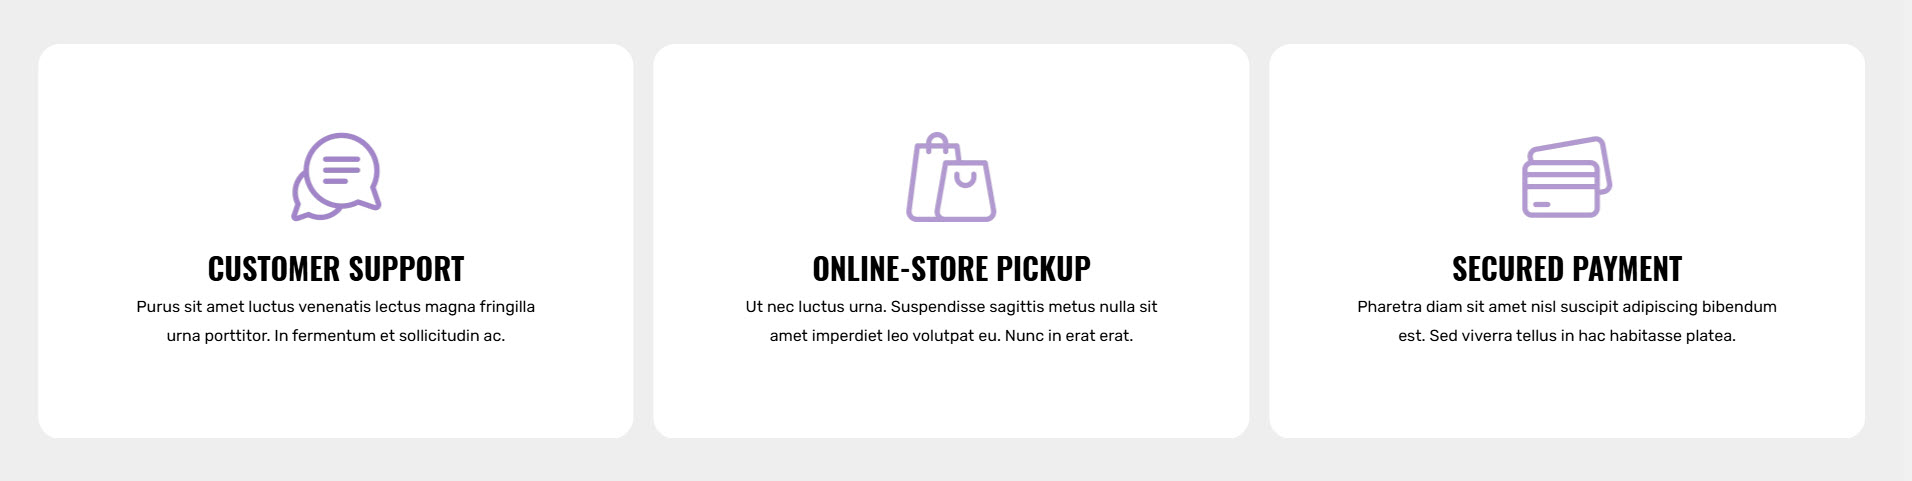 CUSTOMER SUPPORT
Purus sit amet luctus venenatis lectus magna fringilla
urna porttitor. In fermentum et sollicitudin ac.
ONLINE-STORE PICKUP
Ut nec luctus urna. Suspendisse sagittis metus nulla sit
amet imperdiet leo volutpat eu. Nunc in erat erat.
SECURED PAYMENT
Pharetra diam sit amet nisl suscipit adipiscing bibendum
est. Sed viverra tellus in hac habitasse platea.